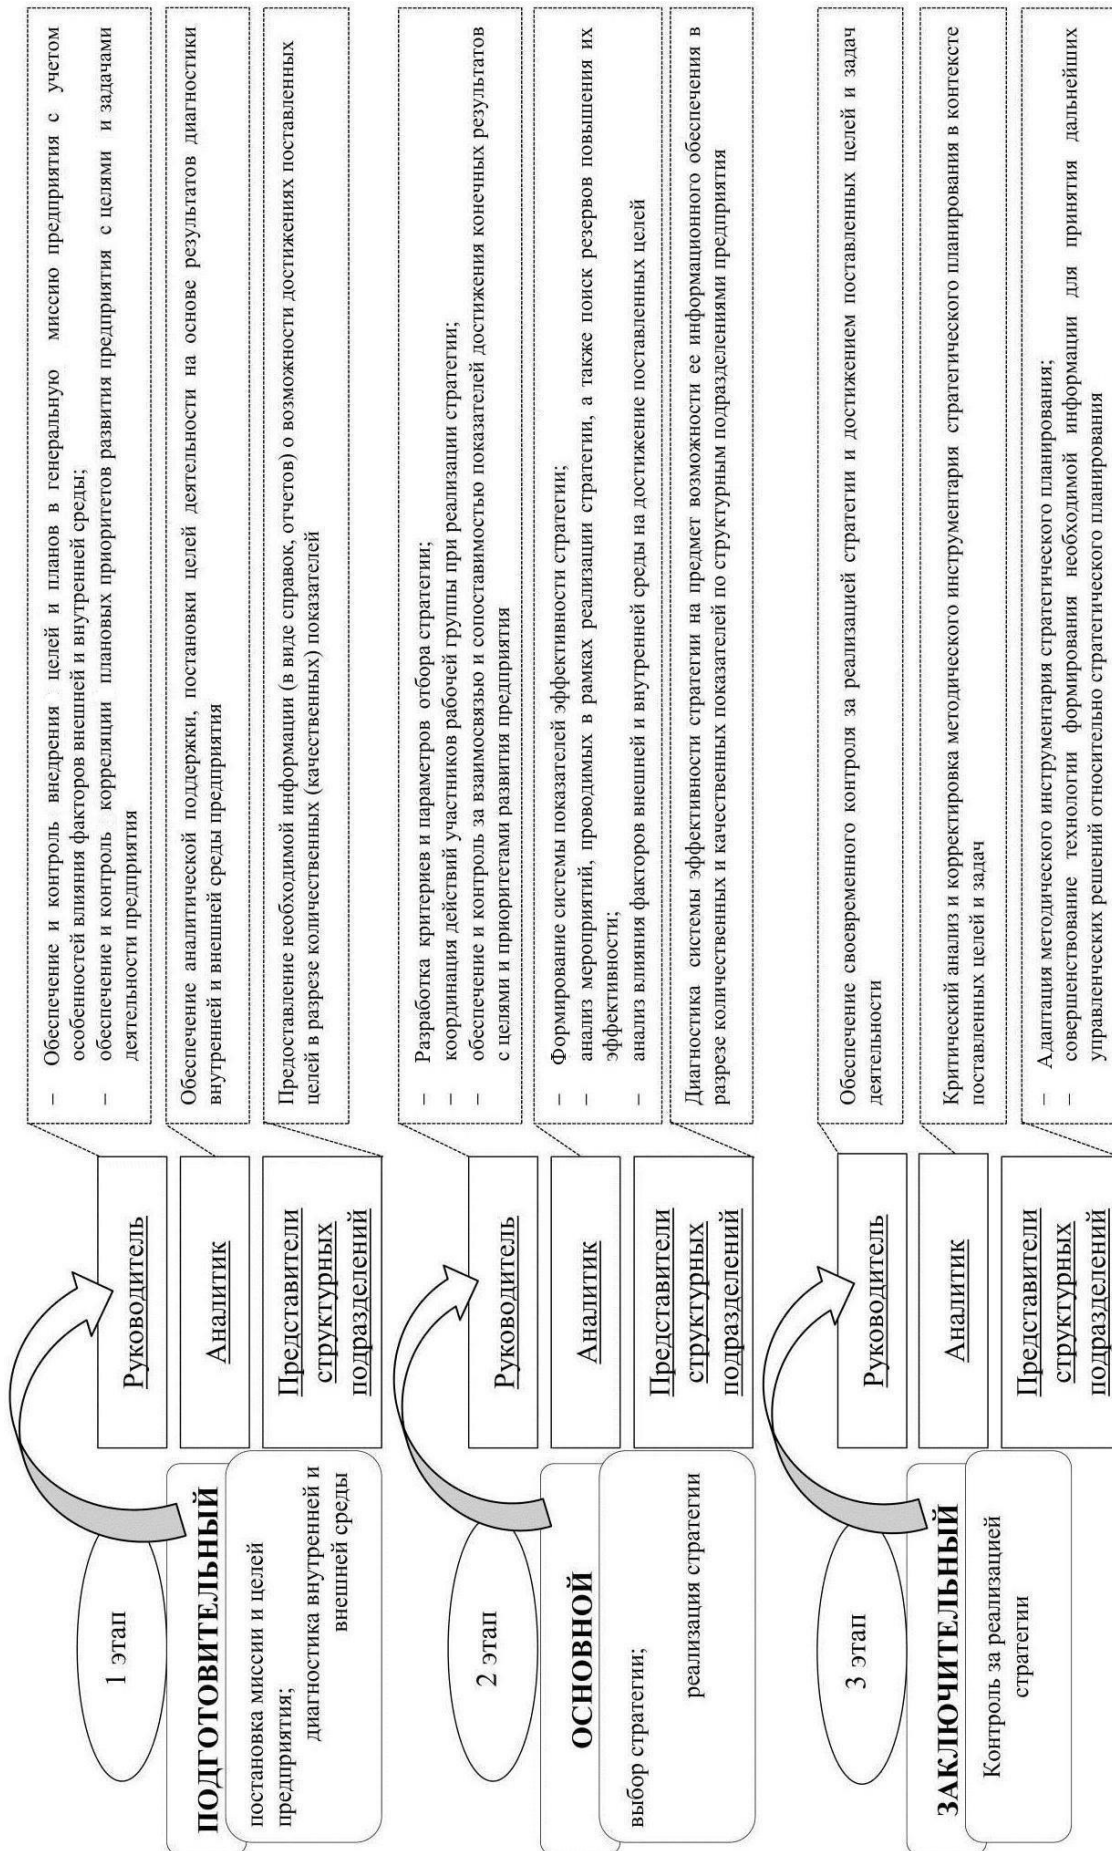 1 этап
ПОДГОТОВИТЕЛЬНЫЙ
постановка миссии и целей
предприятия;
диагностика внутренней и
внешней среды
Руководитель
– Обеспечение и контроль внедрения целей и планов в генеральную миссию предприятия с учетом
особенностей влияния факторов внешней и внутренней среды;
– обеспечение и контроль корреляции плановых приоритетов развития предприятия с целями и задачами
деятельности предприятия
Аналитик
Обеспечение аналитической поддержки, постановки целей деятельности на основе результатов диагностики
внутренней и внешней среды предприятия
Представители
структурных
подразделений
Предоставление необходимой информации (в виде справок, отчетов) о возможности достижениях поставленных
целей в разрезе количественных (качественных) показателей
2 этап
ОСНОВНОЙ
выбор стратегии;
реализация стратегии
Руководитель
– Разработка критериев и параметров отбора стратегии;
– координация действий участников рабочей группы при реализации стратегии;
– обеспечение и контроль за взаимосвязью и сопоставимостью показателей достижения конечных результатов
с целями и приоритетами развития предприятия
Аналитик
– Формирование системы показателей эффективности стратегии;
– анализ мероприятий, проводимых в рамках реализации стратегии, а также поиск резервов повышения их
эффективности;
– анализ влияния факторов внешней и внутренней среды на достижение поставленных целей
Представители
структурных
подразделений
Диагностика системы эффективности стратегии на предмет возможности ее информационного обеспечения в
разрезе количественных и качественных показателей по структурным подразделениями предприятия
3 этап
ЗАКЛЮЧИТЕЛЬНЫЙ
Контроль за реализацией
стратегии
Руководитель
Обеспечение своевременного контроля за реализацией стратегии и достижением поставленных целей и задач
деятельности
Аналитик
Критический анализ и корректировка методического инструментария стратегического планирования в контексте
поставленных целей и задач
Представители
структурных
подразделений
– Адаптация методического инструментария стратегического планирования;
– совершенствование технологии формирования необходимой информации для принятия дальнейших
управленческих решений относительно стратегического планирования